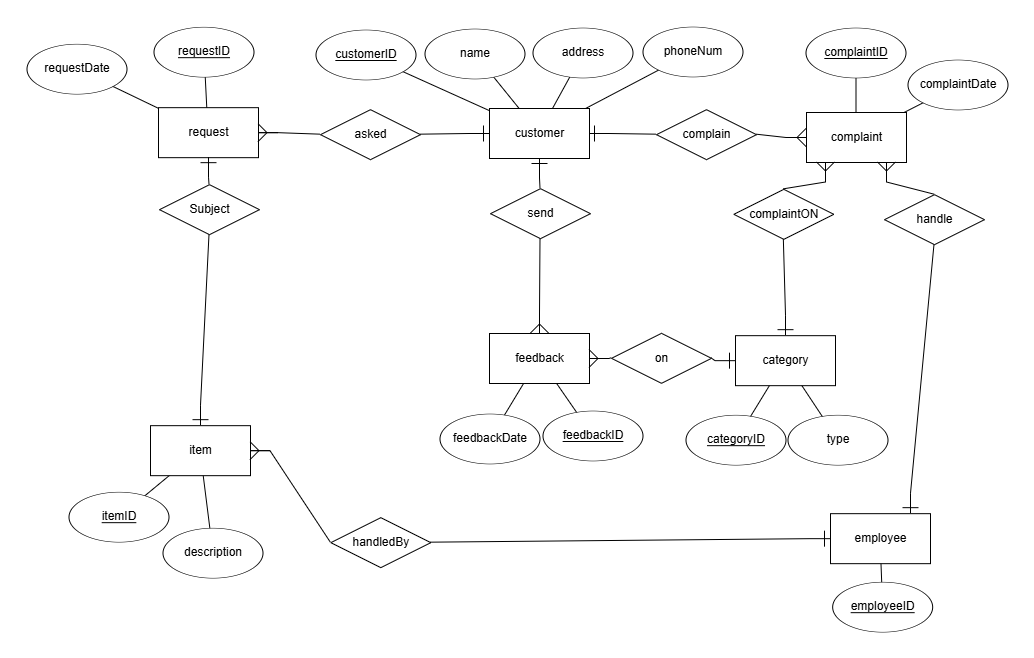 requestDate
requestID
customerID
name
address
phoneNum
complaintID
complaintDate
request
asked
customer
complain
complaint
Subject
send
complaintON
handle
feedback
on
category
feedbackDate
feedbackID
categoryID
type
item
itemID
description
handledBy
employee
employeeID